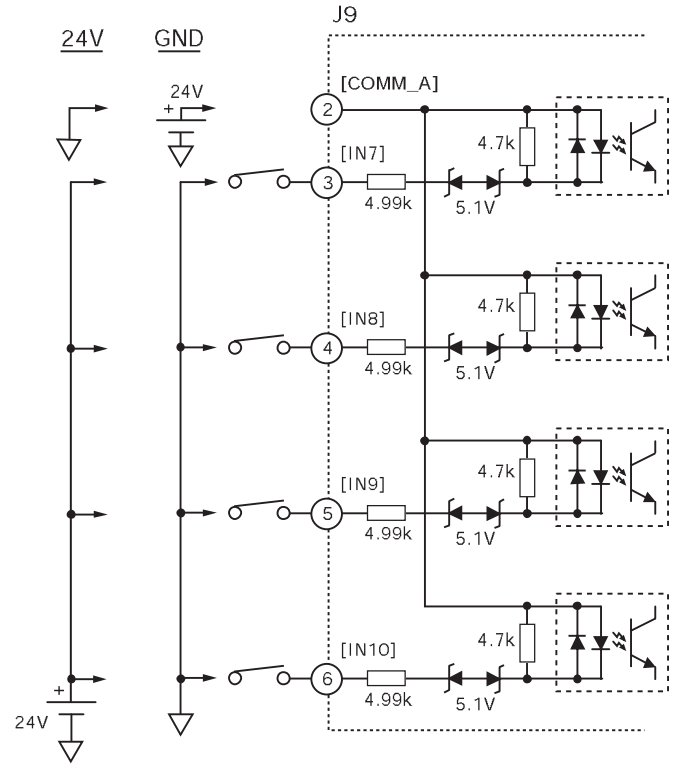 J9
24V GND
24V
+
[COMM_A]
2
4.7k
[IN7]
3
4.99k
5.1V
4.7k
[IN8]
4
4.99k
5.1V
4.7k
[IN9]
5
4.99k
5.1V
4.7k
[IN10]
6
4.99k
5.1V
+
24V